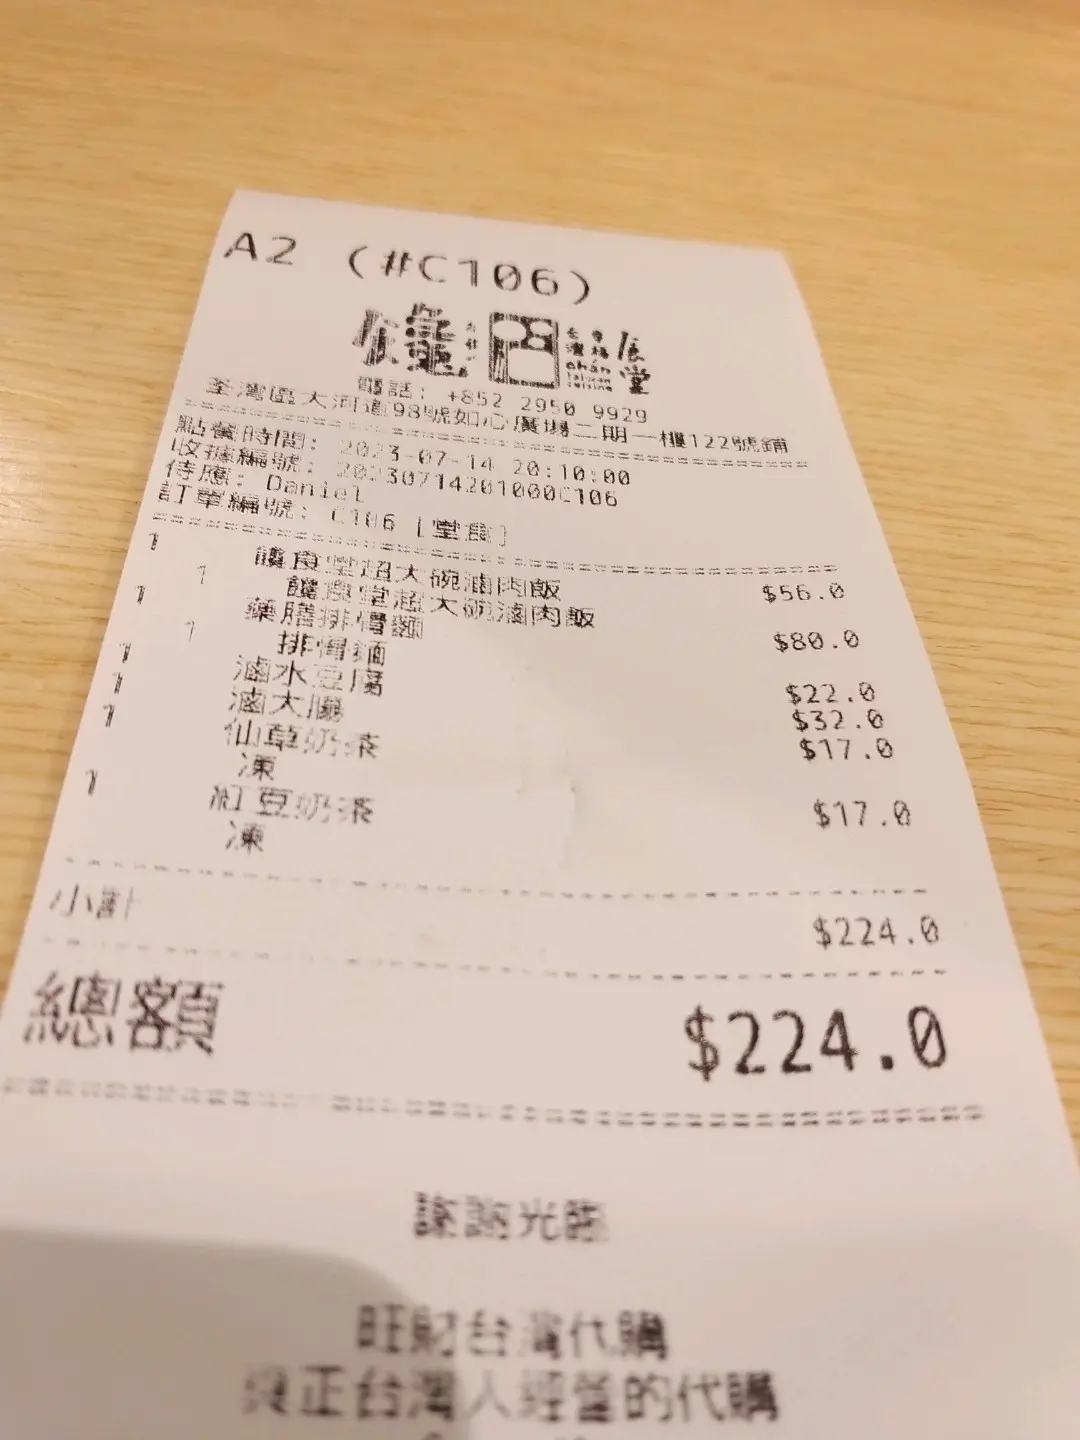 A2 (#C106)
電話: +852 2950 9929
荃灣區大河道98號如心廣場二期一樓122號鋪
點餐時間: 2023-07-14 20:10:00
收據編號: 20230714201000C106
侍應: Daniel
訂單編號: C106 [堂食]
1 饞食堂超大碗滷肉飯 $56.0
1 饞食堂超大碗滷肉飯
1 藥膳排骨麵 $80.0
1 排骨麵
1 滷水豆腐 $22.0
1 滷大腸 $32.0
1 仙草奶茶 $17.0
凍
1 紅豆奶茶 $17.0
凍
小計 $224.0
總額 $224.0
謝謝光臨
旺財台灣代購
真正台灣人經營的代購